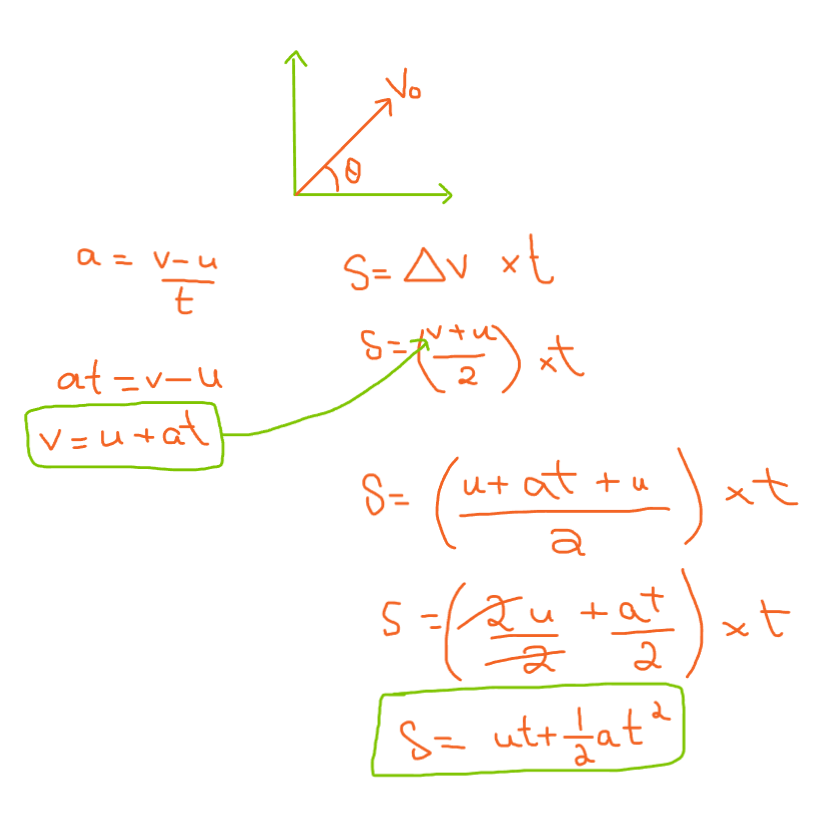 V₀
θ
a = (v-u)/t
at = v-u
v = u+at
S = Δv × t
S = ((v+u)/2) × t
S = ((u+at+u)/2) × t
S = (2u/2 + at/2) × t
S = ut+½at²